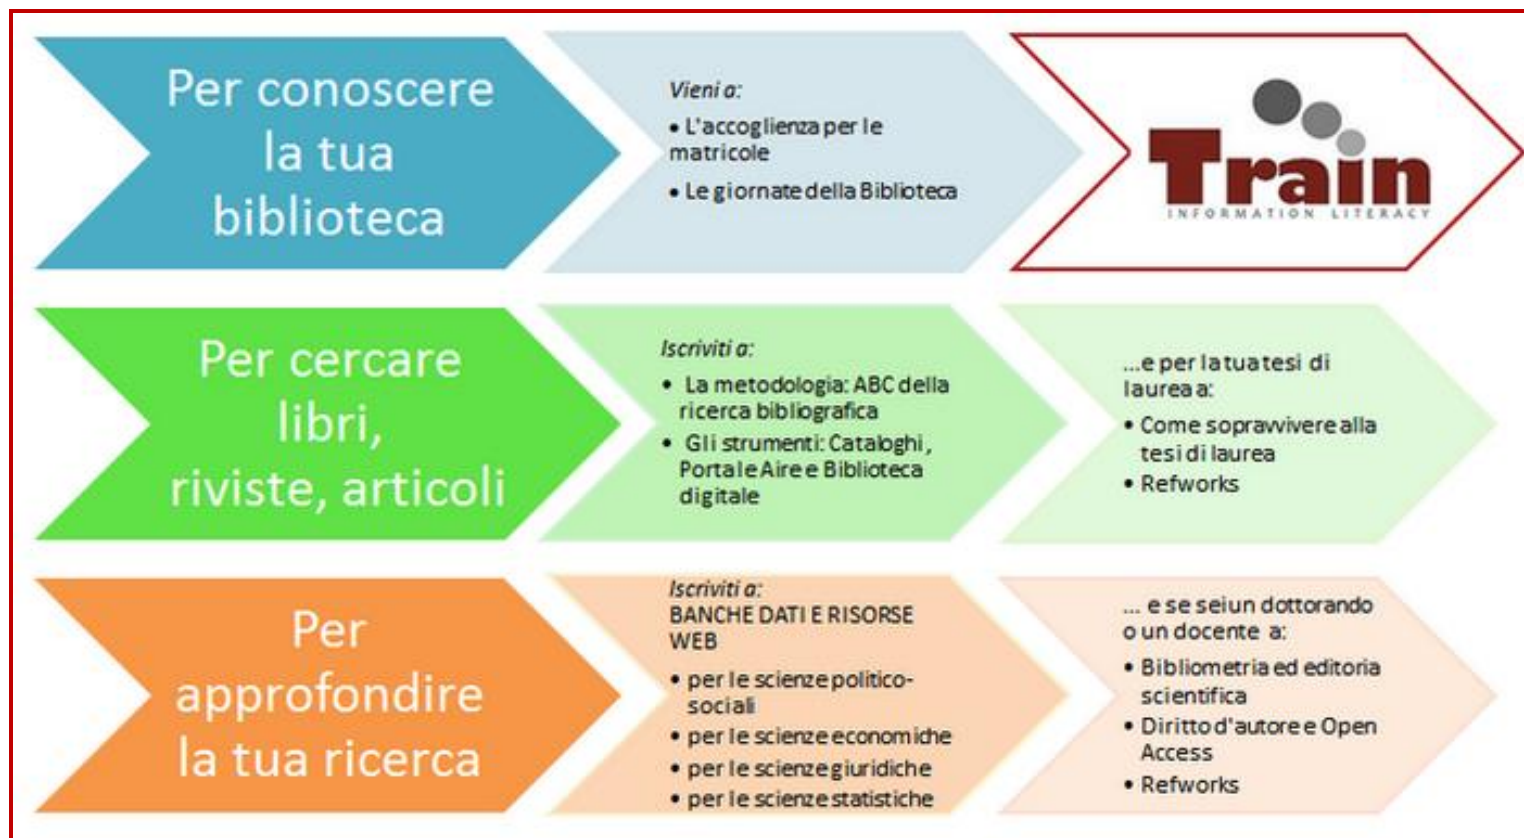 Per conoscere
la tua
biblioteca
Vieni a:
• L'accoglienza per le
matricole
• Le giornate della Biblioteca
Train
INFORMATION LITERACY
Per cercare
libri,
riviste, articoli
Iscriviti a:
• La metodologia: ABC della
ricerca bibliografica
• Gli strumenti: Cataloghi,
Portale Aire e Biblioteca
digitale
...e per la tua tesi di
laurea a:
• Come sopravvivere alla
tesi di laurea
• Refworks
Per
approfondire
la tua ricerca
Iscriviti a:
BANCHE DATI E RISORSE
WEB
• per le scienze politico-
sociali
• per le scienze economiche
• per le scienze giuridiche
• per le scienze statistiche
... e se sei un dottorando
o un docente a:
• Bibliometria ed editoria
scientifica
• Diritto d'autore e Open
Access
• Refworks